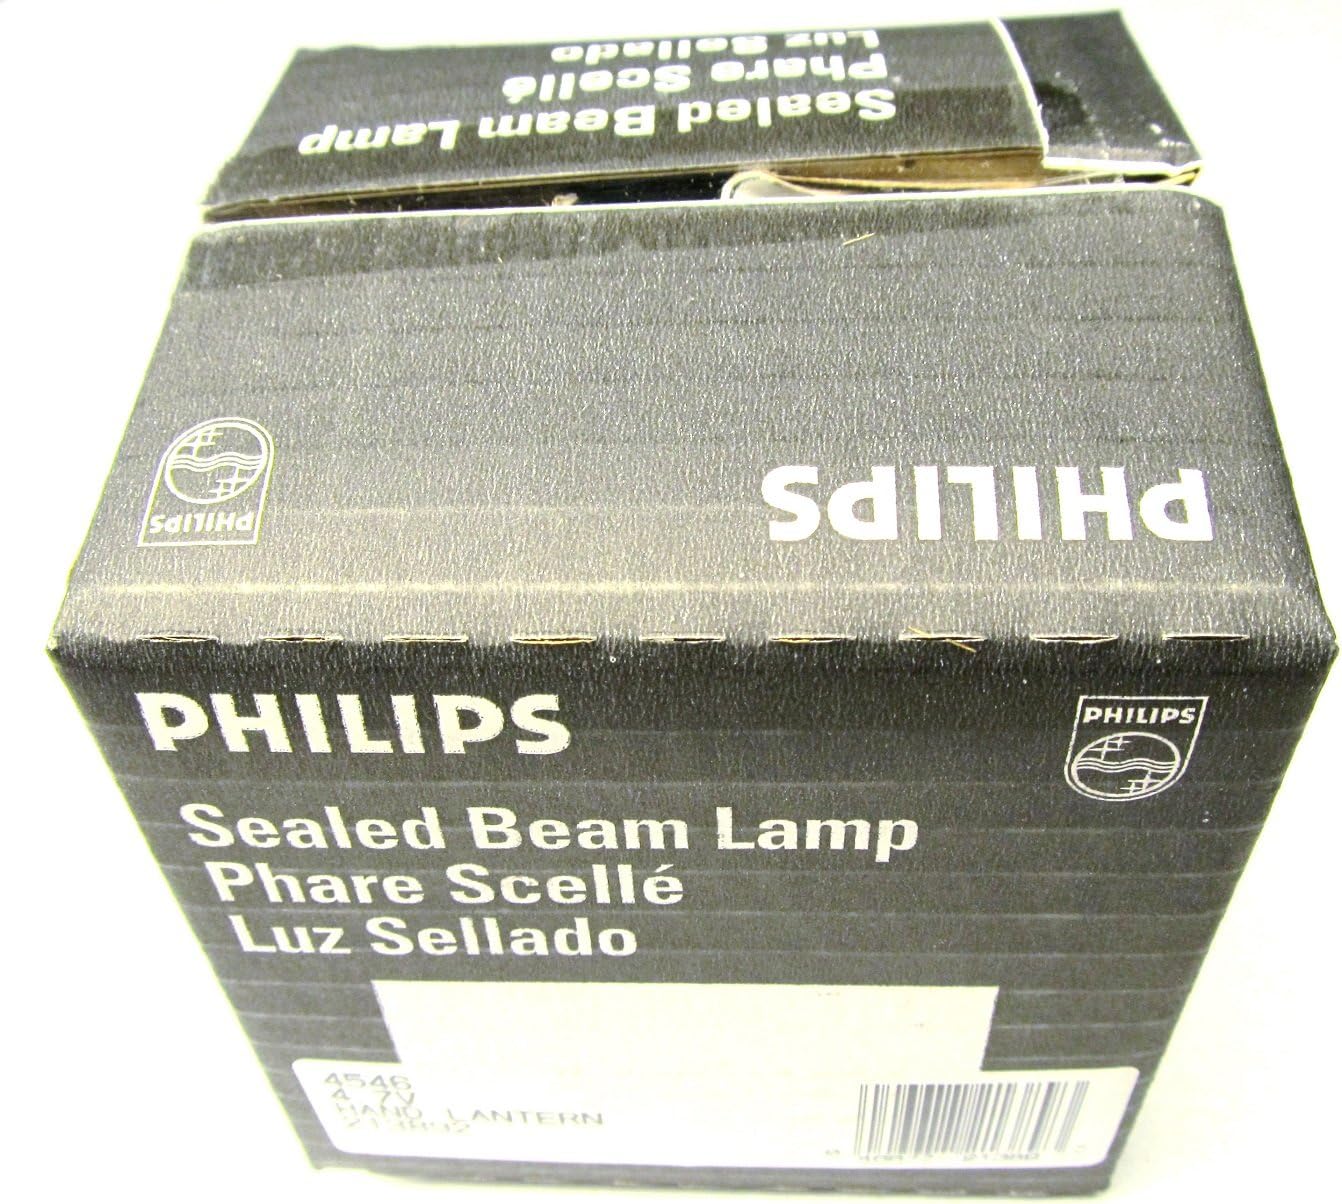 Sealed Beam Lamp
Phare Scellé
Luz Sellado
PHILIPS
PHILIPS
PHILIPS
PHILIPS
Sealed Beam Lamp
Phare Scellé
Luz Sellado
4546
4.7V
HAND LANTERN